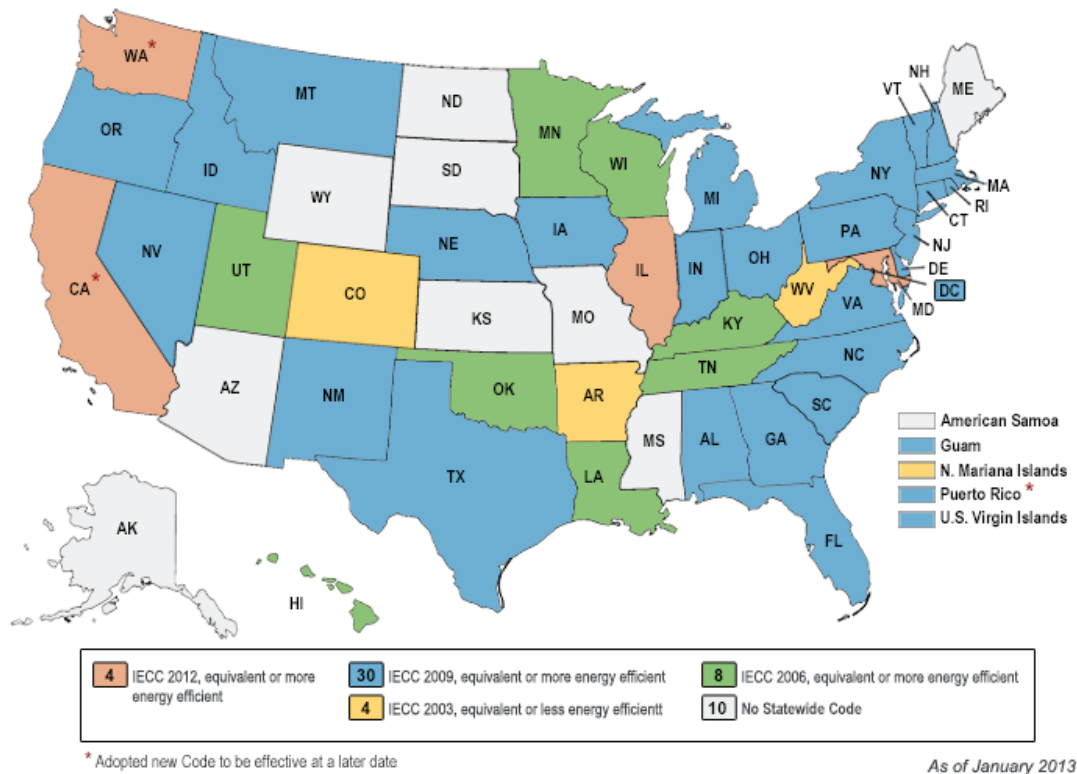 WA *
MT
ND
MN
OR
ID
SD
WI
WY
MI
NH
VT
ME
NY
MA
RI
CT
NV
NE
IA
PA
NJ
UT
CO
IL
IN
OH
DE
DC
MD
CA *
KS
MO
WV
VA
KY
AZ
NM
OK
AR
TN
NC
SC
TX
LA
MS
AL
GA
FL
AK
HI
American Samoa
Guam
N. Mariana Islands
Puerto Rico *
U.S. Virgin Islands
4 IECC 2012, equivalent or more
energy efficient
30 IECC 2009, equivalent or more energy efficient
4 IECC 2003, equivalent or less energy efficientt
8 IECC 2006, equivalent or more energy efficient
10 No Statewide Code
* Adopted new Code to be effective at a later date
As of January 2013